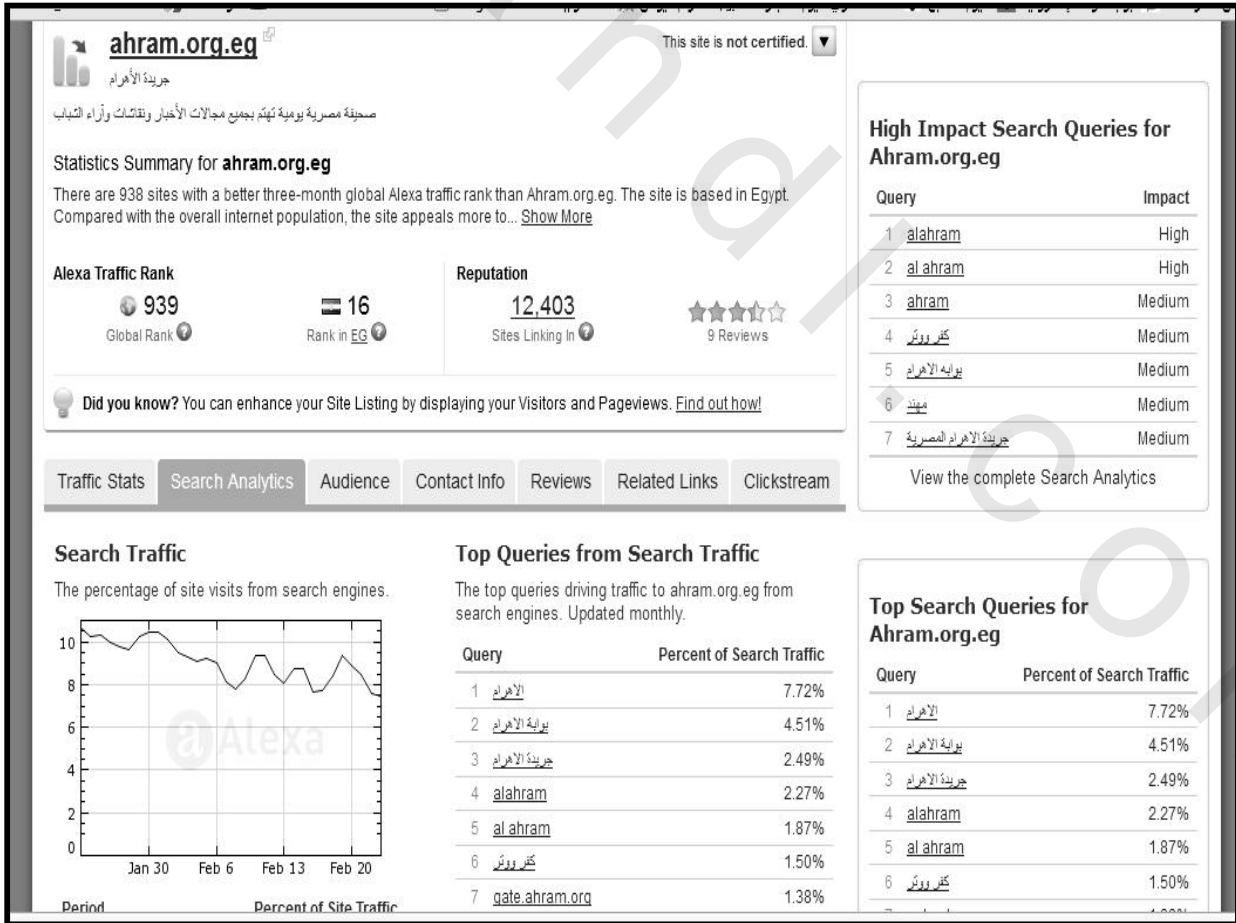 ahram.org.eg
This site is not certified.
جريدة الأهرام
صحيفة مصرية يومية تهتم بجميع مجالات الأخبار ونقاشات وآراء الشباب
Statistics Summary for ahram.org.eg
There are 938 sites with a better three-month global Alexa traffic rank than Ahram.org.eg. The site is based in Egypt.
Compared with the overall internet population, the site appeals more to... Show More
Alexa Traffic Rank
939
Global Rank
16
Rank in EG
Reputation
12,403
Sites Linking In
9 Reviews
Did you know? You can enhance your Site Listing by displaying your Visitors and Pageviews. Find out how!
Traffic Stats Search Analytics Audience Contact Info Reviews Related Links Clickstream
Search Traffic
The percentage of site visits from search engines.
10
8
6
4
2
0
Alexa
Jan 30 Feb 6 Feb 13 Feb 20
Period Percent of Site Traffic
Top Queries from Search Traffic
The top queries driving traffic to ahram.org.eg from
search engines. Updated monthly.
Query Percent of Search Traffic
1 الاهرام 7.72%
2 بوابة الاهرام 4.51%
3 جريدة الاهرام 2.49%
4 alahram 2.27%
5 al ahram 1.87%
6 كفر ووتر 1.50%
7 gate.ahram.org 1.38%
High Impact Search Queries for
Ahram.org.eg
Query Impact
1 alahram High
2 al ahram High
3 ahram Medium
4 كفر ووتر Medium
5 بوابه الاهرام Medium
6 مهند Medium
7 جريدة الاهرام المصرية Medium
View the complete Search Analytics
Top Search Queries for
Ahram.org.eg
Query Percent of Search Traffic
1 الاهرام 7.72%
2 بوابة الاهرام 4.51%
3 جريدة الاهرام 2.49%
4 alahram 2.27%
5 al ahram 1.87%
6 كفر ووتر 1.50%